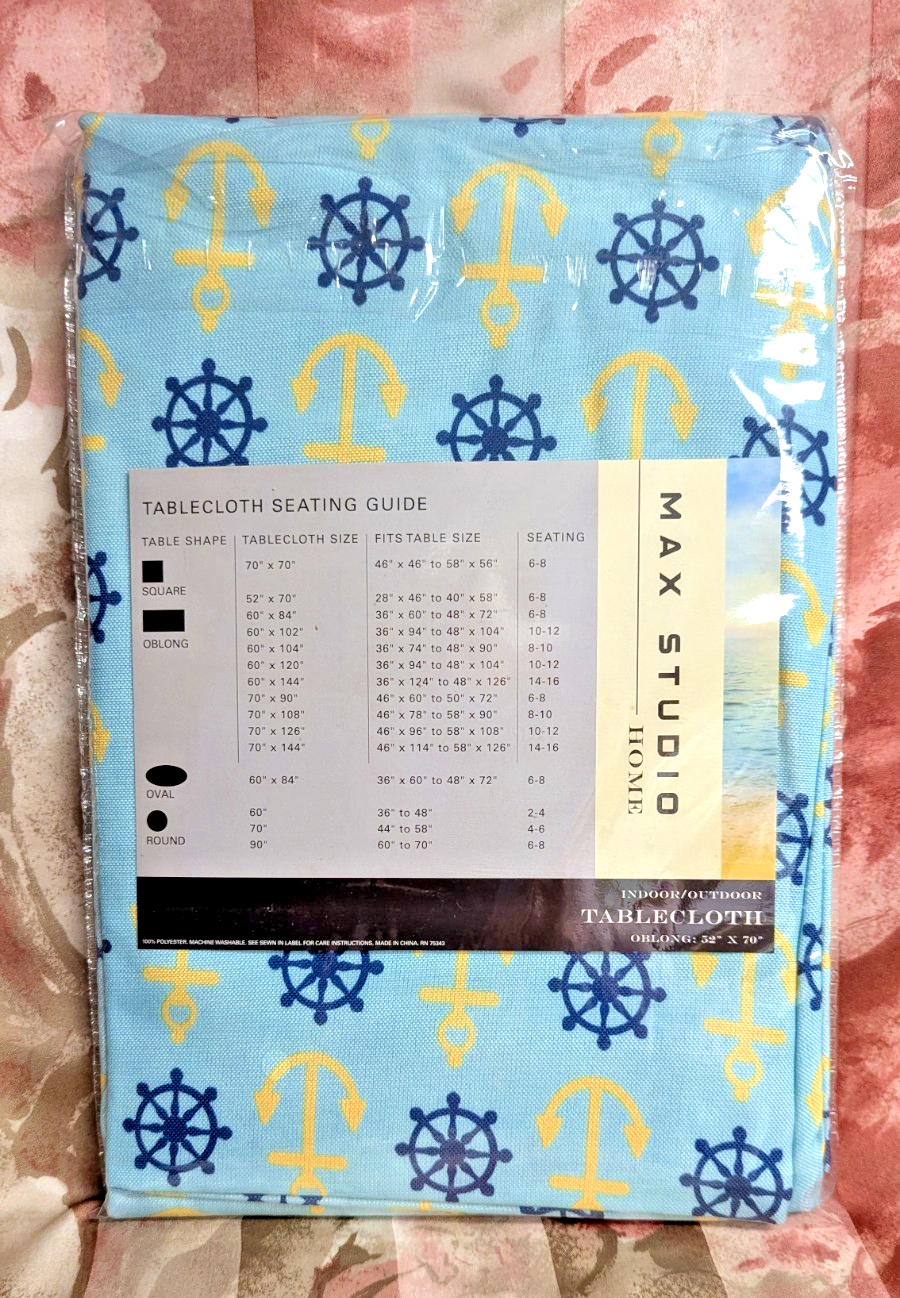 TABLECLOTH SEATING GUIDE
TABLE SHAPE TABLECLOTH SIZE FITS TABLE SIZE SEATING
70" x 70" 46" x 46" to 58" x 56" 6-8
SQUARE
52" x 70" 28" x 46" to 40" x 58" 6-8
60" x 84" 36" x 60" to 48" x 72" 6-8
60" x 102" 36" x 94" to 48" x 104" 10-12
OBLONG
60" x 104" 36" x 74" to 48" x 90" 8-10
60" x 120" 36" x 94" to 48" x 104" 10-12
60" x 144" 36" x 124" to 48" x 126" 14-16
70" x 90" 46" x 60" to 50" x 72" 6-8
70" x 108" 46" x 78" to 58" x 90" 8-10
70" x 126" 46" x 96" to 58" x 108" 10-12
70" x 144" 46" x 114" to 58" x 126" 14-16
60" x 84" 36" x 60" to 48" x 72" 6-8
OVAL
60" 36" to 48" 2-4
70" 44" to 58" 4-6
ROUND
90" 60" to 70" 6-8
MAX STUDIO
HOME
INDOOR/OUTDOOR
TABLECLOTH
OBLONG: 52" X 70"
100% POLYESTER. MACHINE WASHABLE. SEE SEWN IN LABEL FOR CARE INSTRUCTIONS. MADE IN CHINA. RN 75343